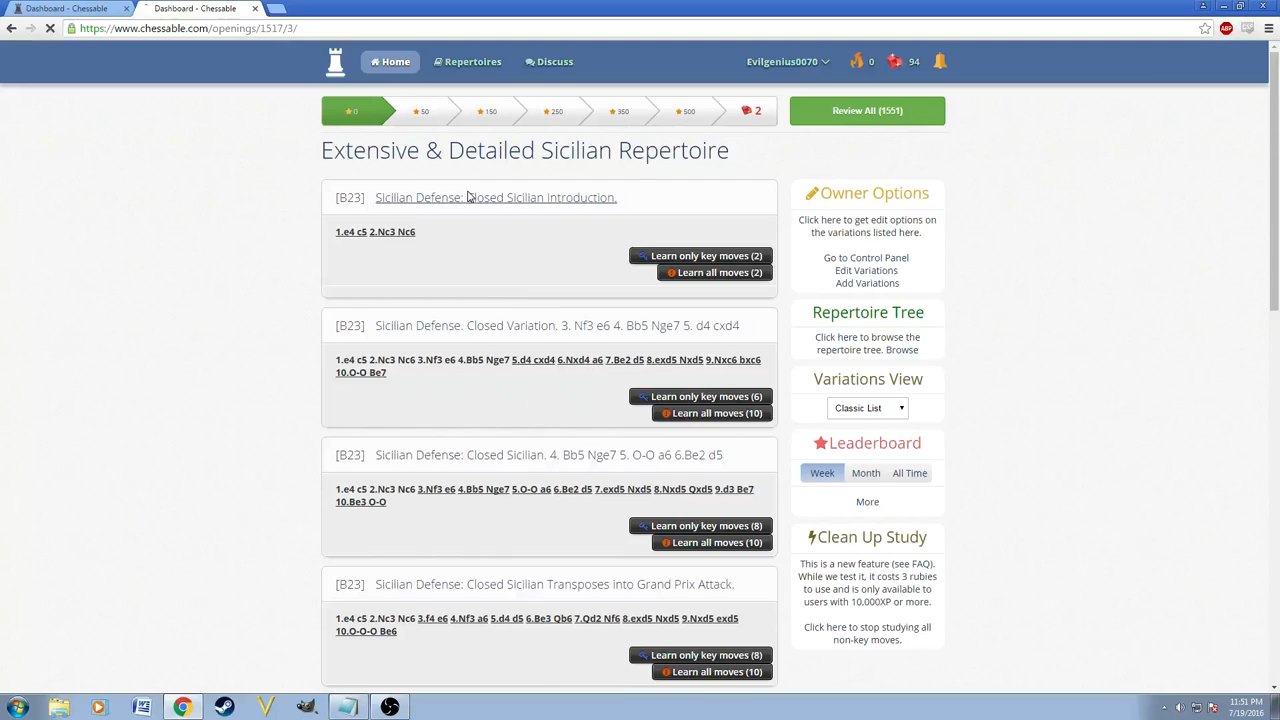 Dashboard - Chessable
Dashboard - Chessable
https://www.chessable.com/openings/1517/3/
ABP
Home
Repertoires
Discuss
Evilgenius0070
0
94
0
50
150
250
350
500
2
Review All (1551)
Extensive & Detailed Sicilian Repertoire
[B23] Sicilian Defense: Closed Sicilian Introduction.
1.e4 c5 2.Nc3 Nc6
Learn only key moves (2)
Learn all moves (2)
[B23] Sicilian Defense. Closed Variation. 3. Nf3 e6 4. Bb5 Nge7 5. d4 cxd4
1.e4 c5 2.Nc3 Nc6 3.Nf3 e6 4.Bb5 Nge7 5.d4 cxd4 6.Nxd4 a6 7.Be2 d5 8.exd5 Nxd5 9.Nxc6 bxc6
10.O-O Be7
Learn only key moves (6)
Learn all moves (10)
[B23] Sicilian Defense: Closed Sicilian. 4. Bb5 Nge7 5. O-O a6 6.Be2 d5
1.e4 c5 2.Nc3 Nc6 3.Nf3 e6 4.Bb5 Nge7 5.O-O a6 6.Be2 d5 7.exd5 Nxd5 8.Nxd5 Qxd5 9.d3 Be7
10.Be3 O-O
Learn only key moves (8)
Learn all moves (10)
[B23] Sicilian Defense: Closed Sicilian Transposes into Grand Prix Attack.
1.e4 c5 2.Nc3 Nc6 3.f4 e6 4.Nf3 a6 5.d4 d5 6.Be3 Qb6 7.Qd2 Nf6 8.exd5 Nxd5 9.Nxd5 exd5
10.O-O-O Be6
Learn only key moves (8)
Learn all moves (10)
Owner Options
Click here to get edit options on
the variations listed here.
Go to Control Panel
Edit Variations
Add Variations
Repertoire Tree
Click here to browse the
repertoire tree. Browse
Variations View
Classic List
Leaderboard
Week
Month
All Time
More
Clean Up Study
This is a new feature (see FAQ).
While we test it, it costs 3 rubies
to use and is only available to
users with 10.000XP or more.
Click here to stop studying all
non-key moves.
11:51 PM
7/19/2016